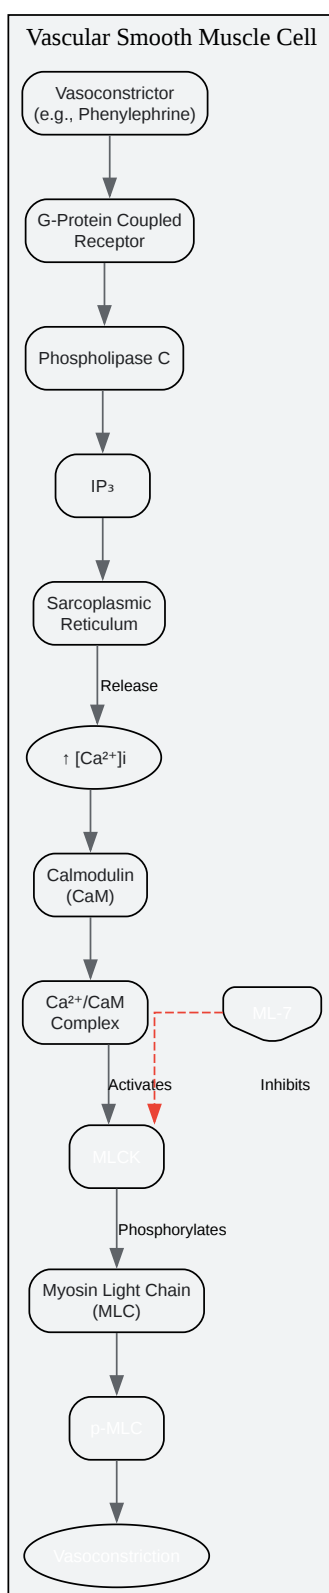 Vascular Smooth Muscle Cell
Vasoconstrictor
(e.g., Phenylephrine)
G-Protein Coupled
Receptor
Phospholipase C
IP₃
Sarcoplasmic
Reticulum
Release
↑ [Ca²⁺]i
Calmodulin
(CaM)
Ca²⁺/CaM
Complex
ML-7
Activates
Inhibits
MLCK
Phosphorylates
Myosin Light Chain
(MLC)
p-MLC
Vasoconstriction